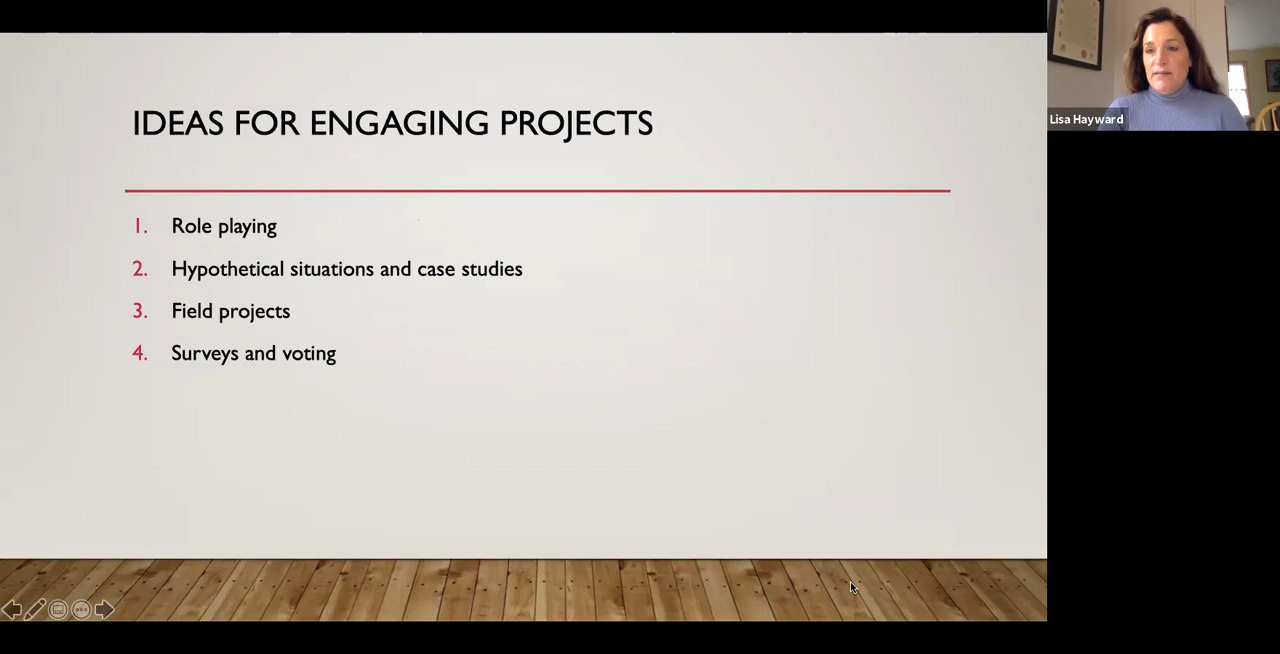 IDEAS FOR ENGAGING PROJECTS
1. Role playing
2. Hypothetical situations and case studies
3. Field projects
4. Surveys and voting
Lisa Hayward